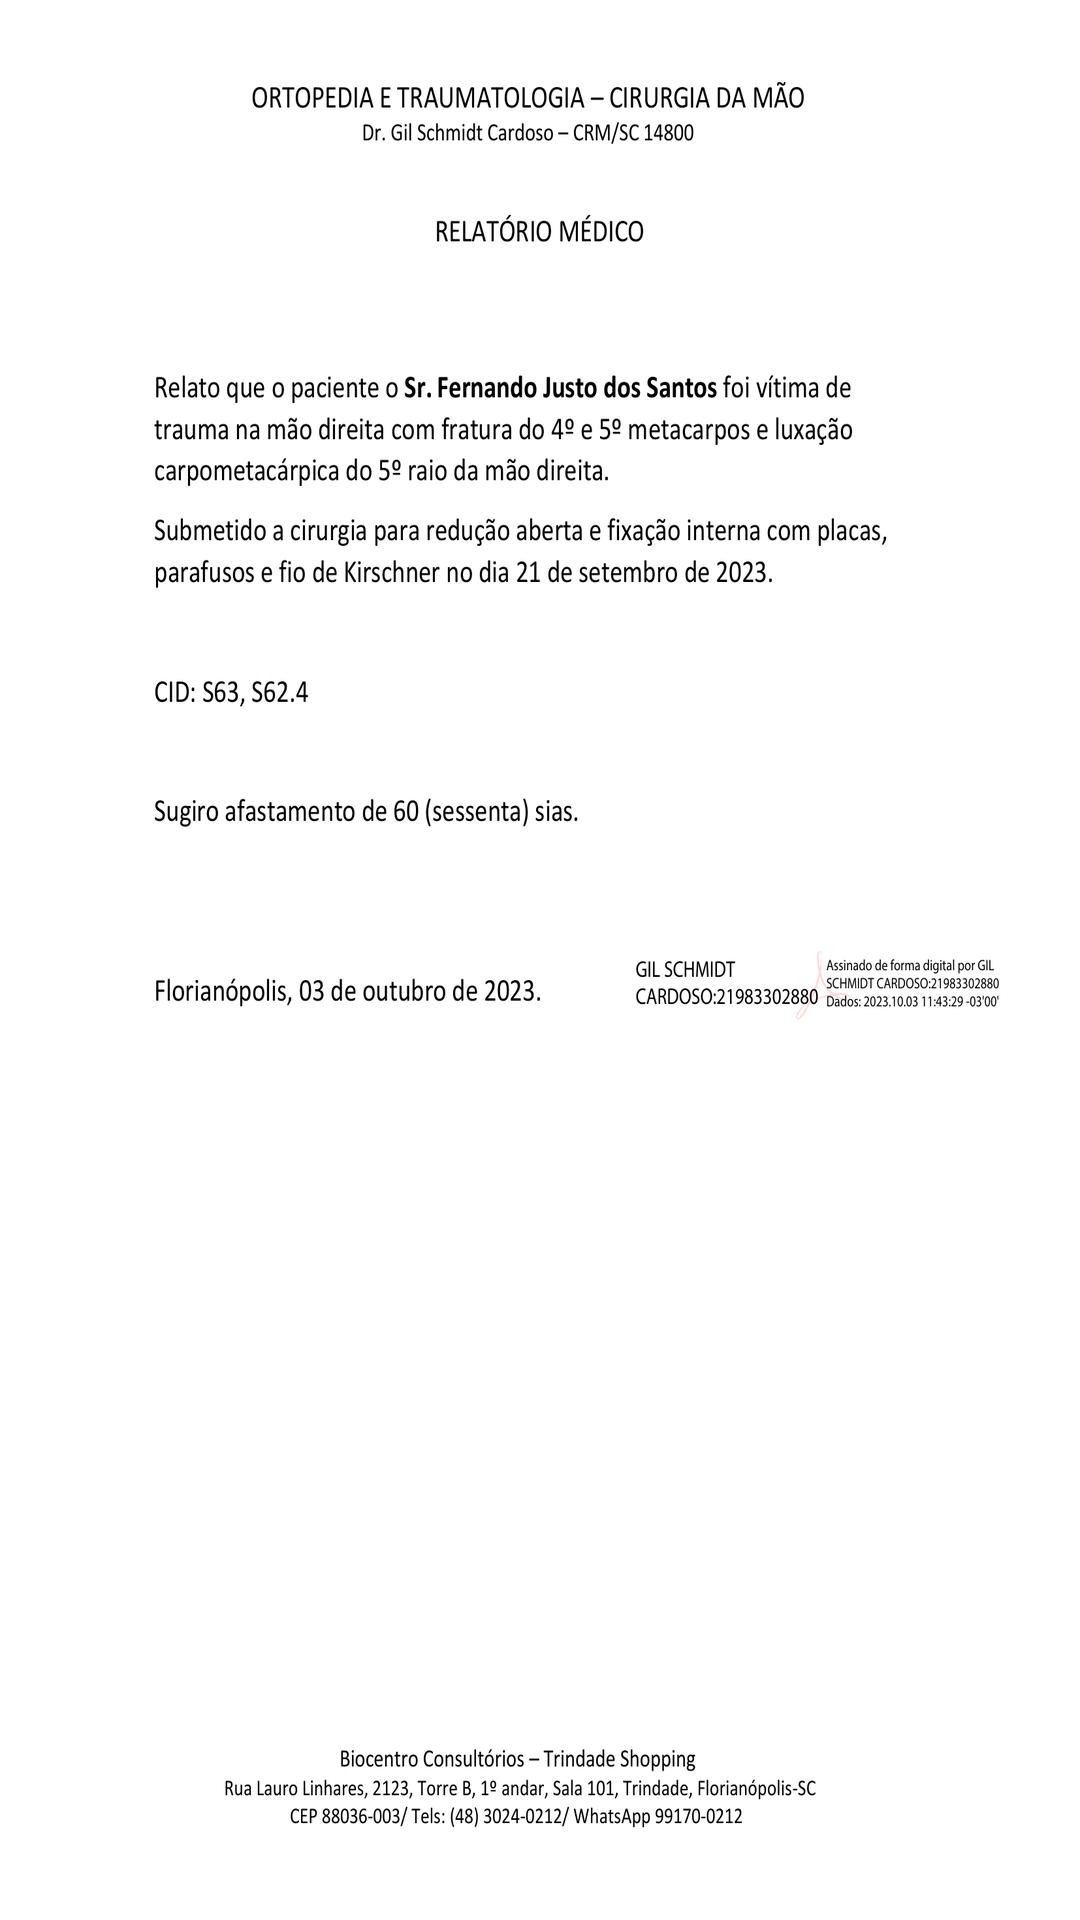 ORTOPEDIA E TRAUMATOLOGIA – CIRURGIA DA MÃO
Dr. Gil Schmidt Cardoso – CRM/SC 14800
RELATÓRIO MÉDICO
Relato que o paciente o Sr. Fernando Justo dos Santos foi vítima de
trauma na mão direita com fratura do 4º e 5º metacarpos e luxação
carpometacárpica do 5º raio da mão direita.
Submetido a cirurgia para redução aberta e fixação interna com placas,
parafusos e fio de Kirschner no dia 21 de setembro de 2023.
CID: S63, S62.4
Sugiro afastamento de 60 (sessenta) sias.
Florianópolis, 03 de outubro de 2023.
GIL SCHMIDT
CARDOSO:21983302880
Assinado de forma digital por GIL
SCHMIDT CARDOSO:21983302880
Dados: 2023.10.03 11:43:29 -03'00'
Biocentro Consultórios – Trindade Shopping
Rua Lauro Linhares, 2123, Torre B, 1º andar, Sala 101, Trindade, Florianópolis-SC
CEP 88036-003/ Tels: (48) 3024-0212/ WhatsApp 99170-0212